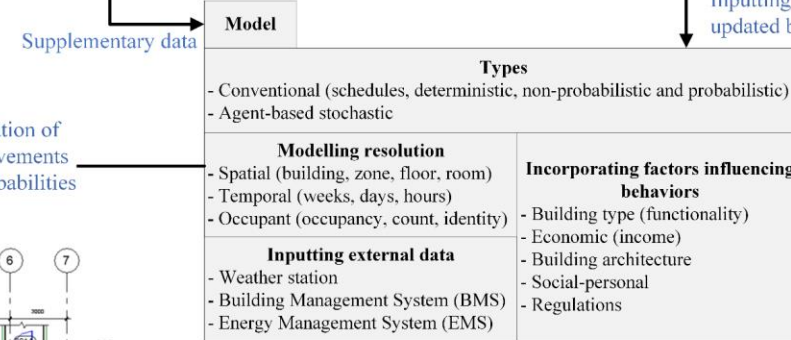 Inputting
updated b
Model
Supplementary data
Types
- Conventional (schedules, deterministic, non-probabilistic and probabilistic)
- Agent-based stochastic
tion of
vements
pabilities
Modelling resolution
- Spatial (building, zone, floor, room)
- Temporal (weeks, days, hours)
- Occupant (occupancy, count, identity)
Incorporating factors influencing
behaviors
- Building type (functionality)
- Economic (income)
- Building architecture
- Social-personal
- Regulations
Inputting external data
- Weather station
- Building Management System (BMS)
- Energy Management System (EMS)
6
7
3000